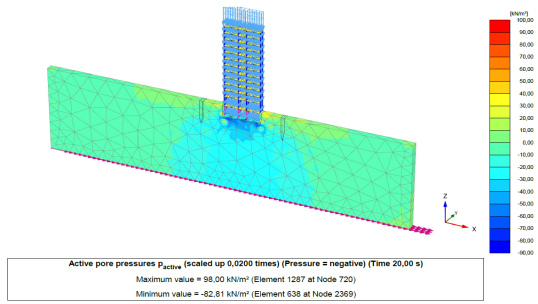 [kN/m²]
100,00
90,00
80,00
70,00
60,00
50,00
40,00
30,00
20,00
10,00
0,00
-10,00
-20,00
-30,00
-40,00
-50,00
-60,00
-70,00
-80,00
-90,00
Z
Y
X
Active pore pressures p_active (scaled up 0,0200 times) (Pressure = negative) (Time 20,00 s)
Maximum value = 98,00 kN/m² (Element 1287 at Node 720)
Minimum value = -82,81 kN/m² (Element 638 at Node 2369)